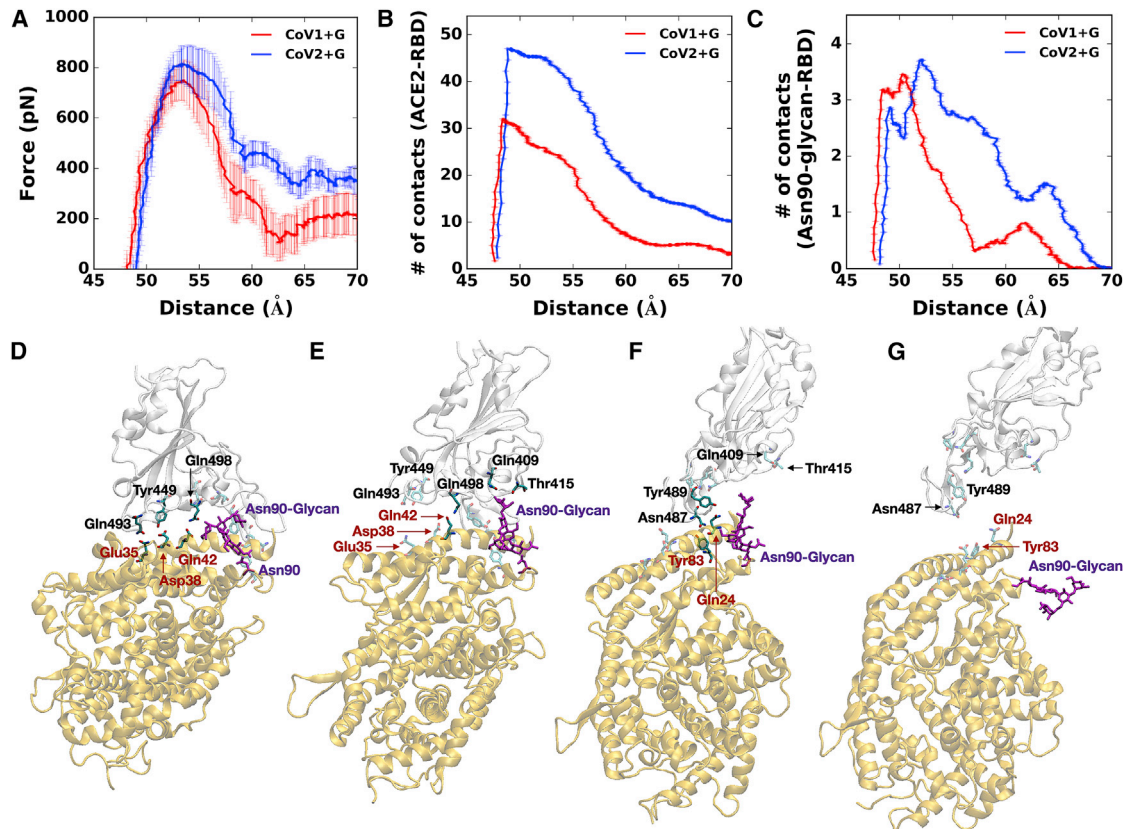 A
Force (pN)
1000
800
600
400
200
0
CoV1+G
CoV2+G
45 50 55 60 65 70
Distance (Å)
B
# of contacts (ACE2-RBD)
50
40
30
20
10
0
CoV1+G
CoV2+G
45 50 55 60 65 70
Distance (Å)
C
# of contacts
(Asn90-glycan-RBD)
4
3
2
1
0
CoV1+G
CoV2+G
45 50 55 60 65 70
Distance (Å)
D
Gln498
Tyr449
Gln493
Asn90-Glycan
Glu35
Gln42
Asn90
Asp38
E
Gln409
Tyr449
Gln498
Thr415
Gln493
Asn90-Glycan
Gln42
Asp38
Glu35
F
Gln409
Thr415
Tyr489
Asn487
Asn90-Glycan
Tyr83
Gln24
G
Tyr489
Asn487
Gln24
Tyr83
Asn90-Glycan